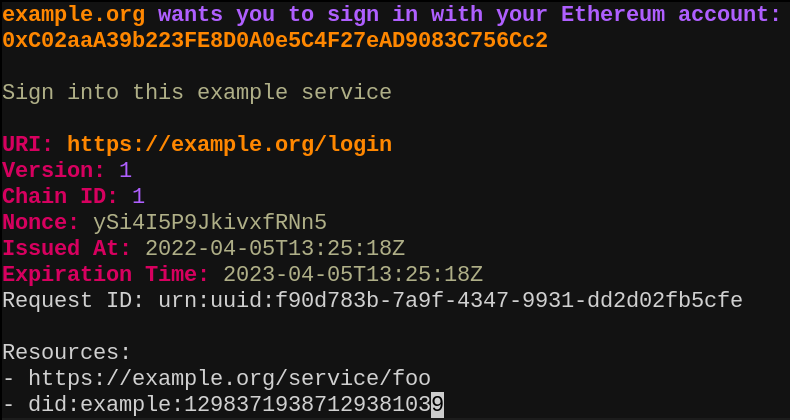 example.org wants you to sign in with your Ethereum account:
0xC02aaA39b223FE8D0A0e5C4F27eAD9083C756Cc2
Sign into this example service
URI: https://example.org/login
Version: 1
Chain ID: 1
Nonce: ySi4I5P9JkivxfRNn5
Issued At: 2022-04-05T13:25:18Z
Expiration Time: 2023-04-05T13:25:18Z
Request ID: urn:uuid:f90d783b-7a9f-4347-9931-dd2d02fb5cfe
Resources:
- https://example.org/service/foo
- did:example:12983719387129381039